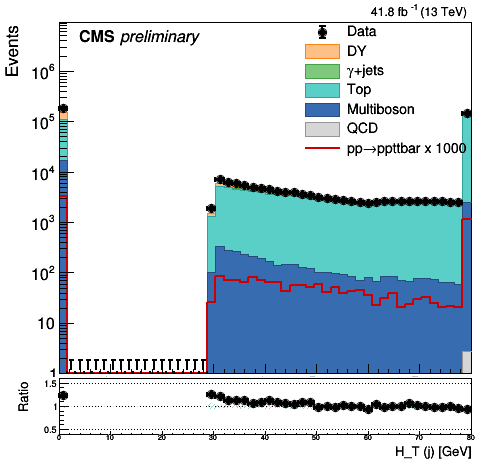 41.8 fb⁻¹ (13 TeV)
CMS preliminary
Events
Data
DY
γ+jets
Top
Multiboson
QCD
pp→ppttbar x 1000
10⁶
10⁵
10⁴
10³
10²
10
1
Ratio
1.5
1
0.5
0 10 20 30 40 50 60 70 80
H_T (j) [GeV]